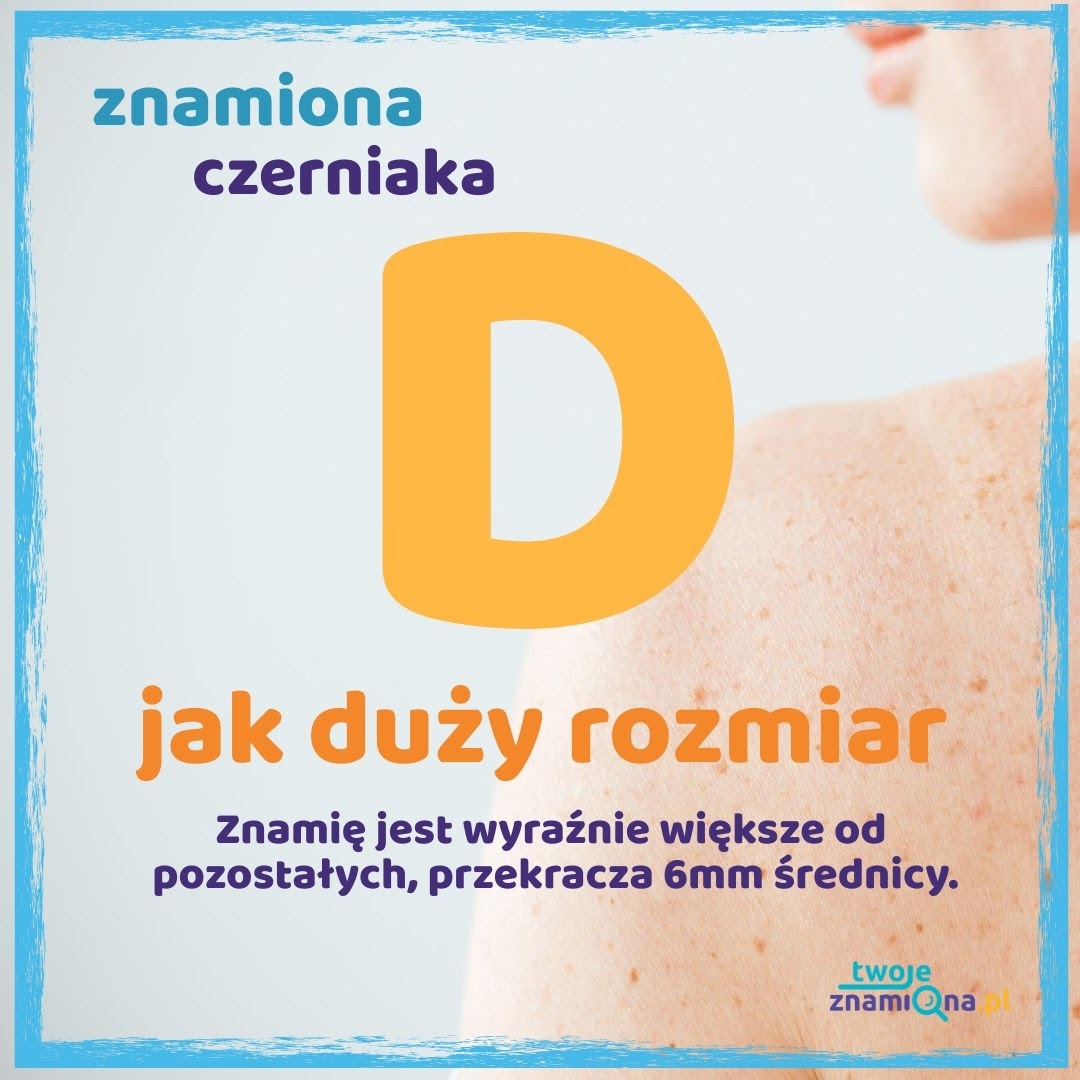 znamiona
czerniaka
D
jak duży rozmiar
Znamię jest wyraźnie większe od
pozostałych, przekracza 6mm średnicy.
twoje
znamiona.pl